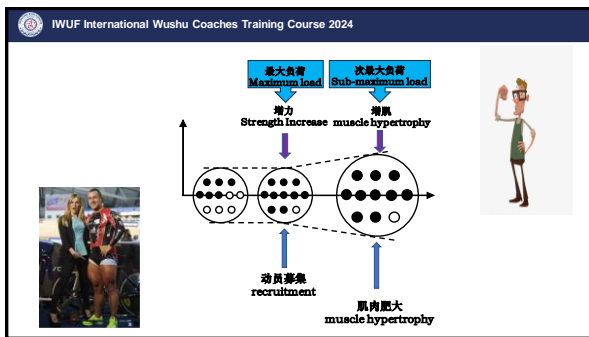 IWUF International Wushu Coaches Training Course 2024
最大负荷
Maximum load
次最大负荷
Sub-maximum load
增力
Strength Increase
增肌
muscle hypertrophy
动员募集
recruitment
肌肉肥大
muscle hypertrophy